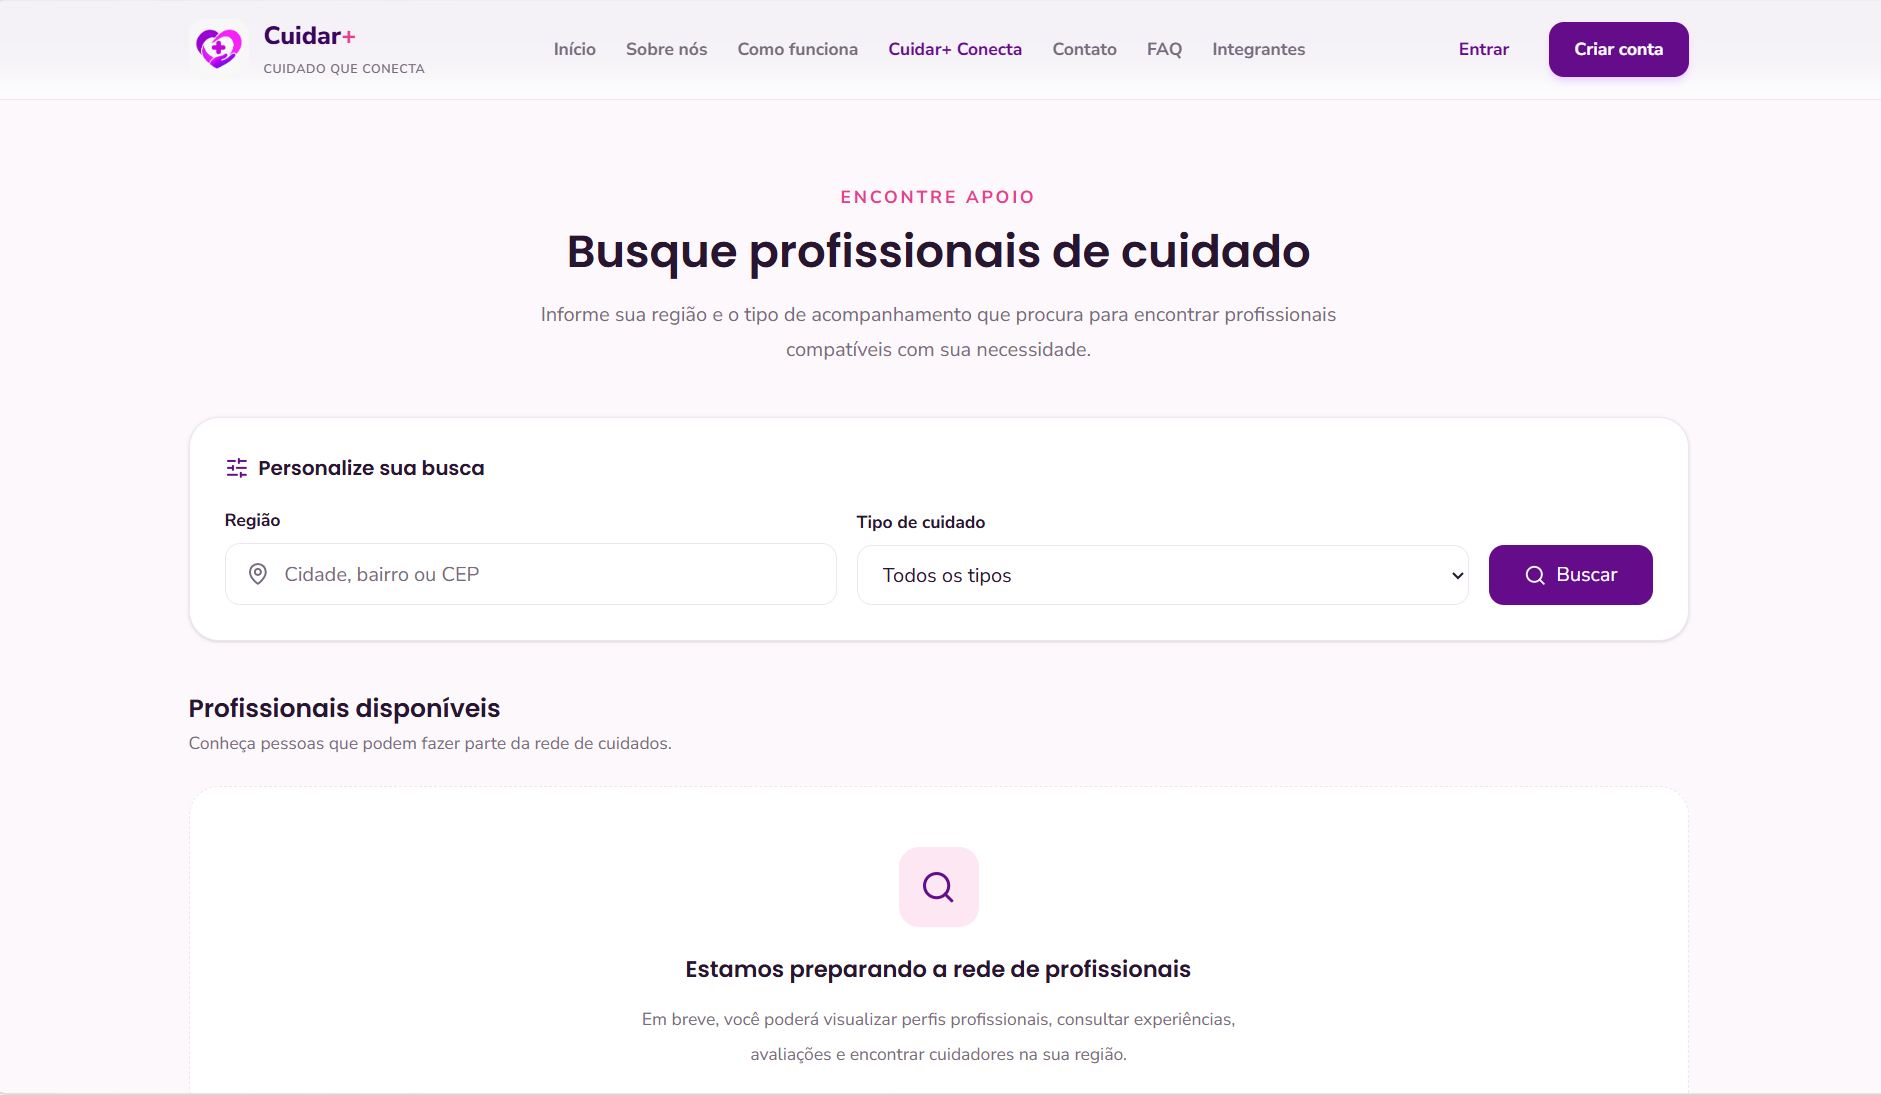 Cuidar+
CUIDADO QUE CONECTA
Início
Sobre nós
Como funciona
Cuidar+ Conecta
Contato
FAQ
Integrantes
Entrar
Criar conta
ENCONTRE APOIO
Busque profissionais de cuidado
Informe sua região e o tipo de acompanhamento que procura para encontrar profissionais
compatíveis com sua necessidade.
Personalize sua busca
Região
Cidade, bairro ou CEP
Tipo de cuidado
Todos os tipos
Buscar
Profissionais disponíveis
Conheça pessoas que podem fazer parte da rede de cuidados.
Estamos preparando a rede de profissionais
Em breve, você poderá visualizar perfis profissionais, consultar experiências,
avaliações e encontrar cuidadores na sua região.